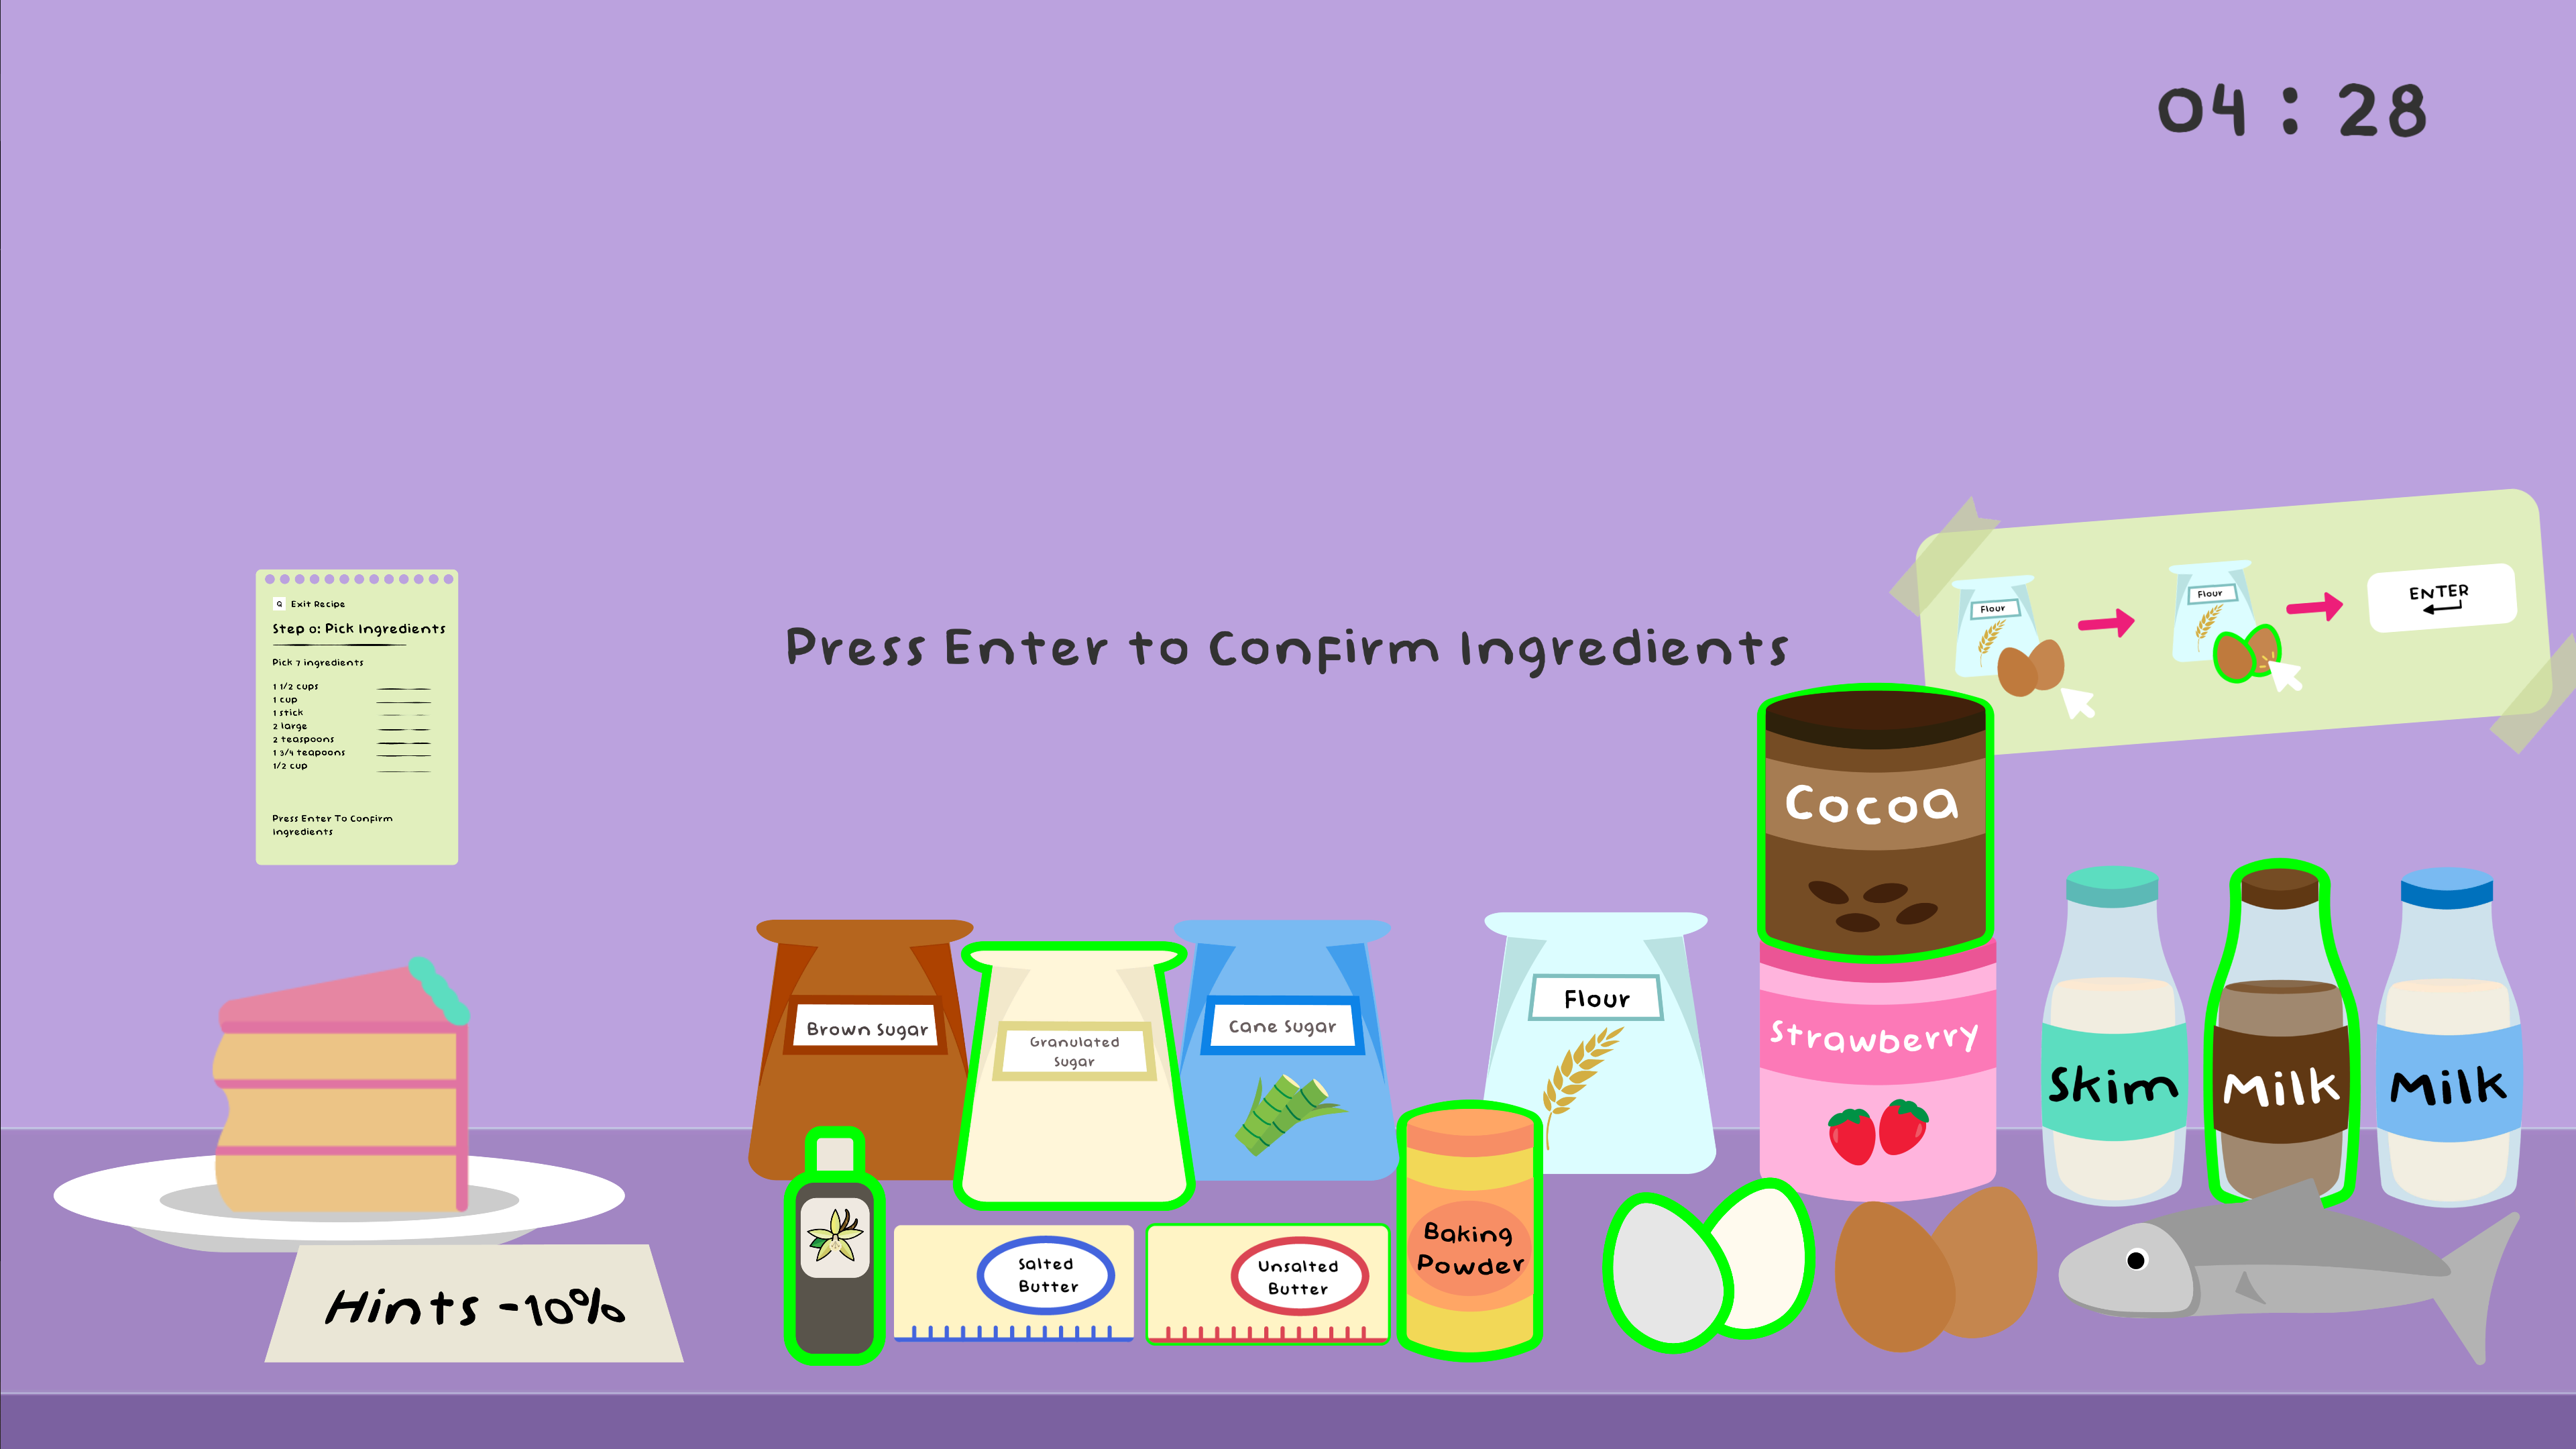 04 : 28
Flour
Flour
ENTER
Q Exit Recipe
Step 0: Pick Ingredients
Pick 7 ingredients
1 1/2 cups
1 cup
1 stick
2 large
2 teaspoons
1 3/4 teapoons
1/2 cup
Press Enter To Confirm
Ingredients
Press Enter to Confirm Ingredients
Cocoa
Strawberry
Brown Sugar
Granulated
Sugar
Cane Sugar
Flour
Skim
Milk
Milk
Salted
Butter
Unsalted
Butter
Baking
Powder
Hints -10%